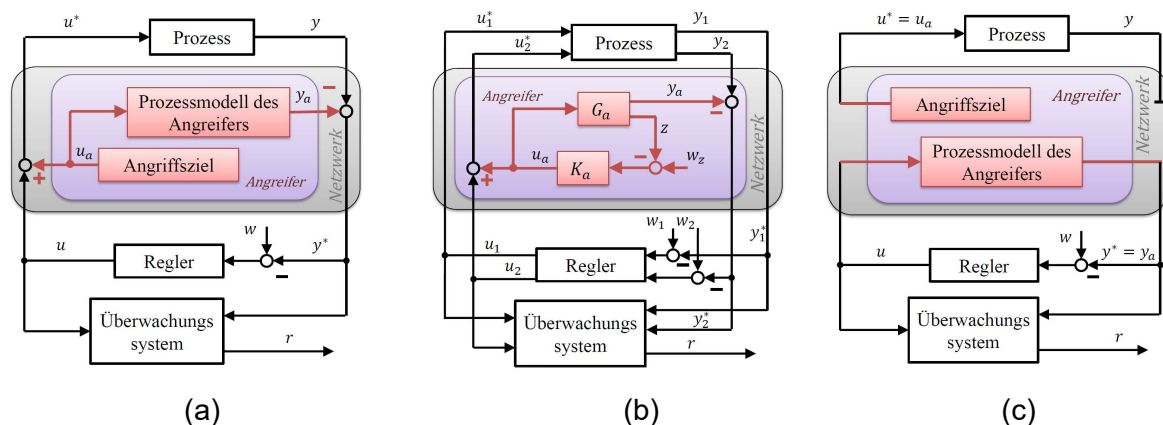 u*
Prozess
y
Prozessmodell des
Angreifers
y_a
−
u_a
+
Angriffsziel
Angreifer
Netzwerk
w
u
Regler
−
y*
Überwachungs
system
r
(a)
u_1^*
u_2^*
Prozess
y_1
y_2
Angreifer
G_a
y_a
−
z
u_a
+
K_a
−
w_z
Netzwerk
w_1
w_2
y_1^*
u_1
u_2
Regler
−
−
Überwachungs
system
y_2^*
r
(b)
u* = u_a
Prozess
y
Angriffsziel
Angreifer
Prozessmodell des
Angreifers
Netzwerk
w
u
Regler
−
y* = y_a
Überwachungs
system
r
(c)